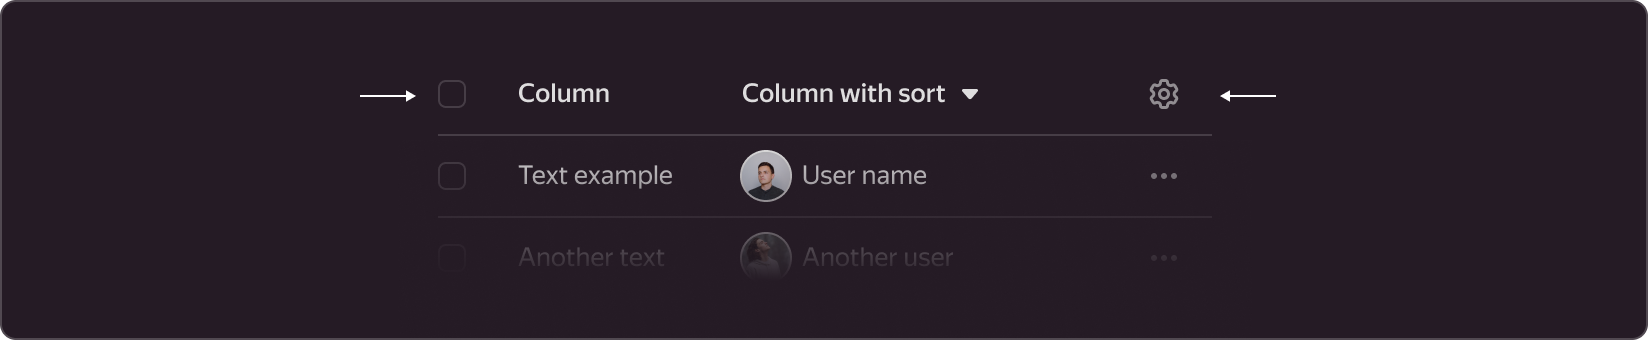 Column Column with sort
Text example User name
Another text Another user